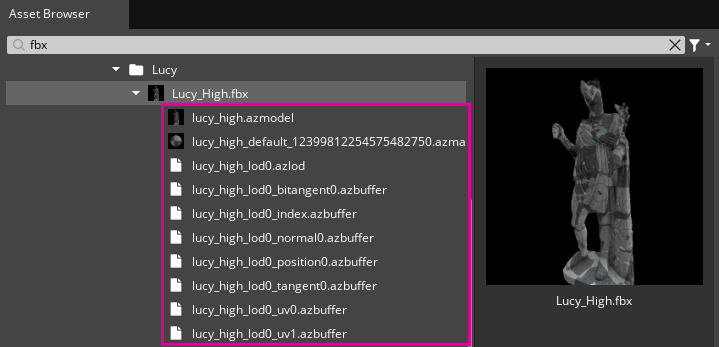 Asset Browser
fbx
Lucy
Lucy_High.fbx
lucy_high.azmodel
lucy_high_default_12399812254575482750.azma
lucy_high_lod0.azlod
lucy_high_lod0_bitangent0.azbuffer
lucy_high_lod0_index.azbuffer
lucy_high_lod0_normal0.azbuffer
lucy_high_lod0_position0.azbuffer
lucy_high_lod0_tangent0.azbuffer
lucy_high_lod0_uv0.azbuffer
lucy_high_lod0_uv1.azbuffer
Lucy_High.fbx